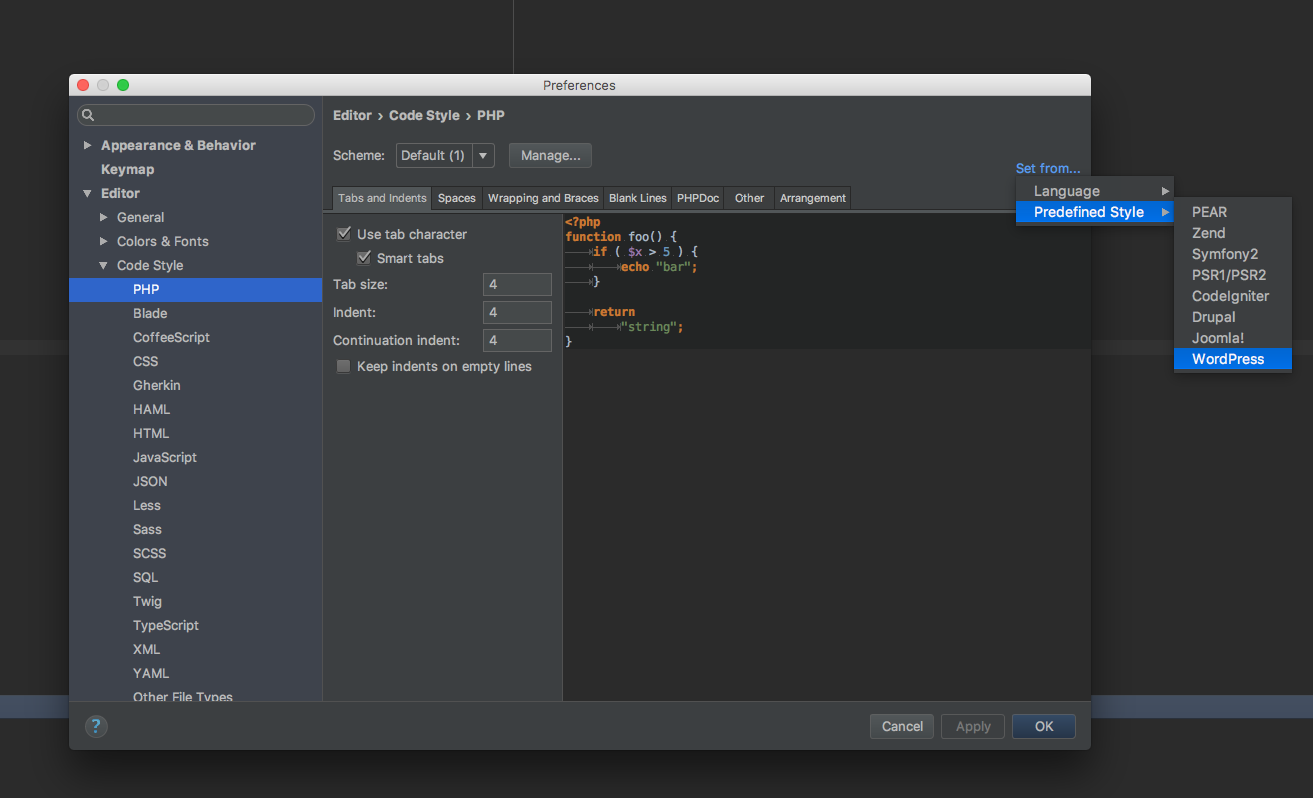 Preferences
Editor › Code Style › PHP
Appearance & Behavior
Keymap
Editor
General
Colors & Fonts
Code Style
PHP
Blade
CoffeeScript
CSS
Gherkin
HAML
HTML
JavaScript
JSON
Less
Sass
SCSS
SQL
Twig
TypeScript
XML
YAML
Other File Types
Scheme: Default (1) Manage...
Set from...
Language
Predefined Style
PEAR
Zend
Symfony2
PSR1/PSR2
CodeIgniter
Drupal
Joomla!
WordPress
Tabs and Indents Spaces Wrapping and Braces Blank Lines PHPDoc Other Arrangement
Use tab character
Smart tabs
Tab size: 4
Indent: 4
Continuation indent: 4
Keep indents on empty lines
<?php
function foo() {
if ( $x > 5 ) {
echo "bar";
}
return
"string";
}
?
Cancel Apply OK